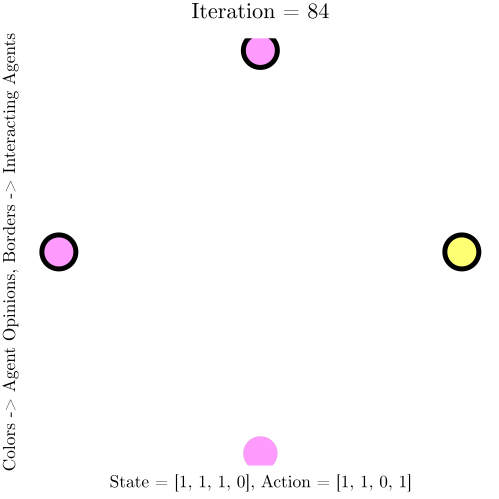 Iteration = 84
Colors -> Agent Opinions, Borders -> Interacting Agents
State = [1, 1, 1, 0], Action = [1, 1, 0, 1]